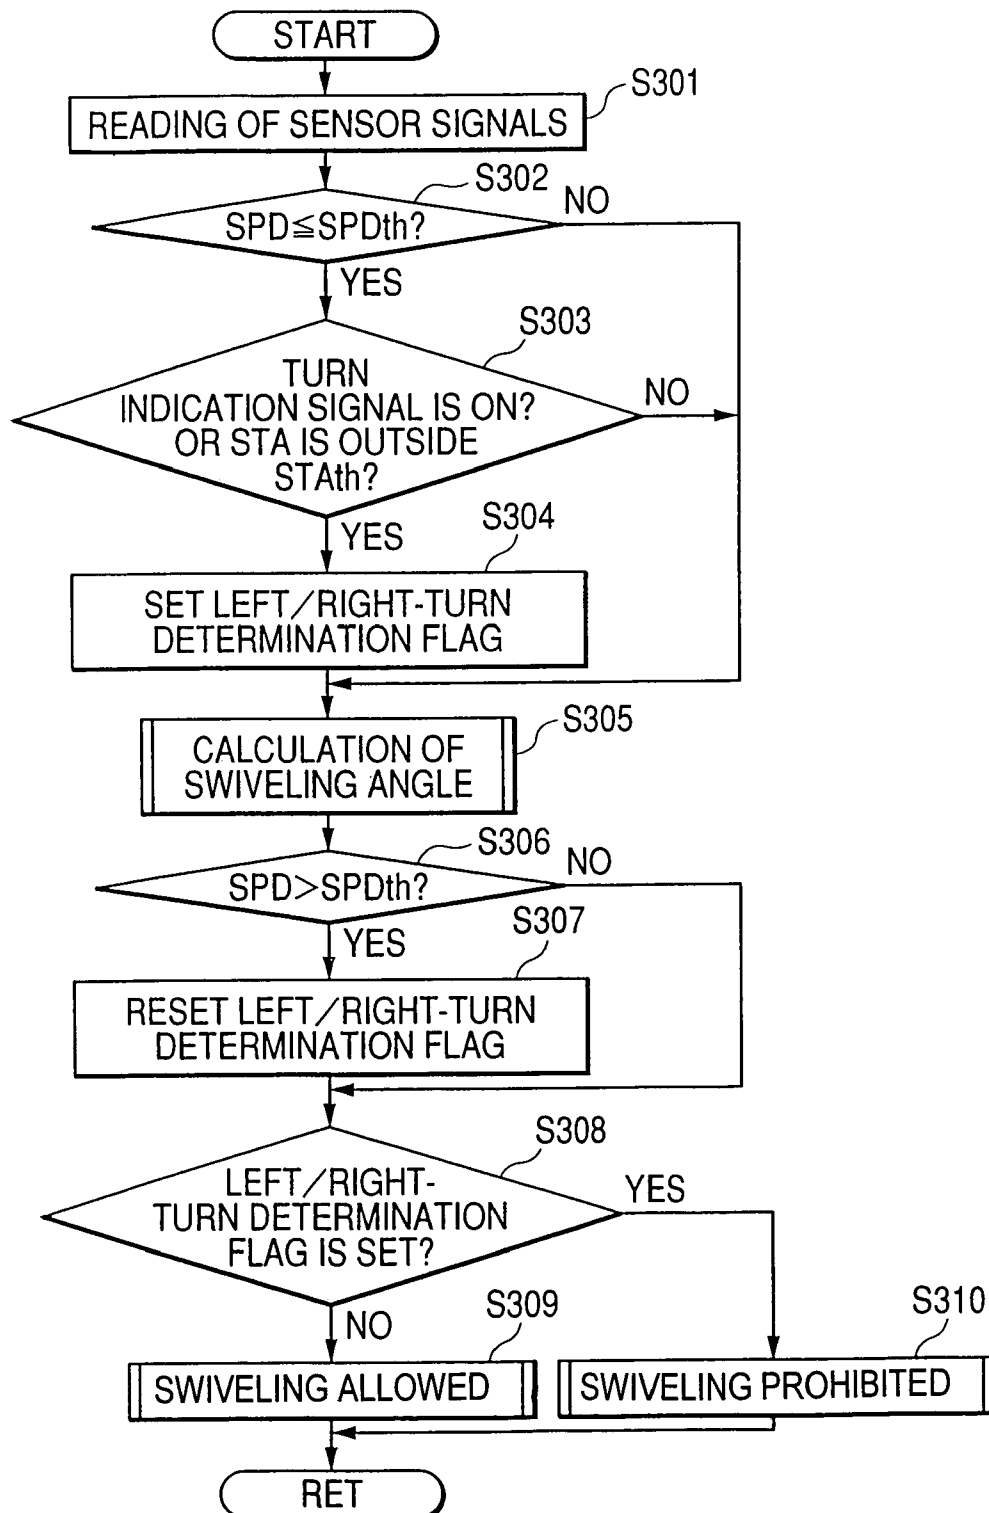 START
S301
READING OF SENSOR SIGNALS
S302
SPD≦SPDth?
NO
YES
S303
TURN
INDICATION SIGNAL IS ON?
OR STA IS OUTSIDE
STAth?
NO
YES
S304
SET LEFT/RIGHT-TURN
DETERMINATION FLAG
S305
CALCULATION OF
SWIVELING ANGLE
S306
SPD>SPDth?
NO
YES
S307
RESET LEFT/RIGHT-TURN
DETERMINATION FLAG
S308
LEFT/RIGHT-
TURN DETERMINATION
FLAG IS SET?
YES
NO
S309
SWIVELING ALLOWED
S310
SWIVELING PROHIBITED
RET